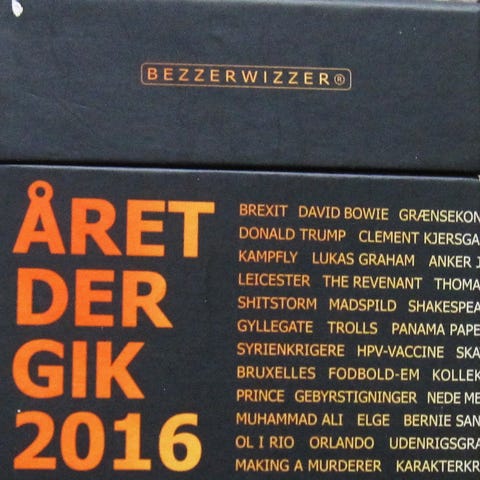 BEZZERWIZZER®
ÅRET
DER
GIK
2016
BREXIT DAVID BOWIE GRÆNSEKON
DONALD TRUMP CLEMENT KJERSGA
KAMPFLY LUKAS GRAHAM ANKER J
LEICESTER THE REVENANT THOMA
SHITSTORM MADSPILD SHAKESPEA
GYLLEGATE TROLLS PANAMA PAPE
SYRIENKRIGERE HPV-VACCINE SKA
BRUXELLES FODBOLD-EM KOLLEK
PRINCE GEBYRSTIGNINGER NEDE ME
MUHAMMAD ALI ELGE BERNIE SAN
OL I RIO ORLANDO UDENRIGSGRA
MAKING A MURDERER KARAKTERKR